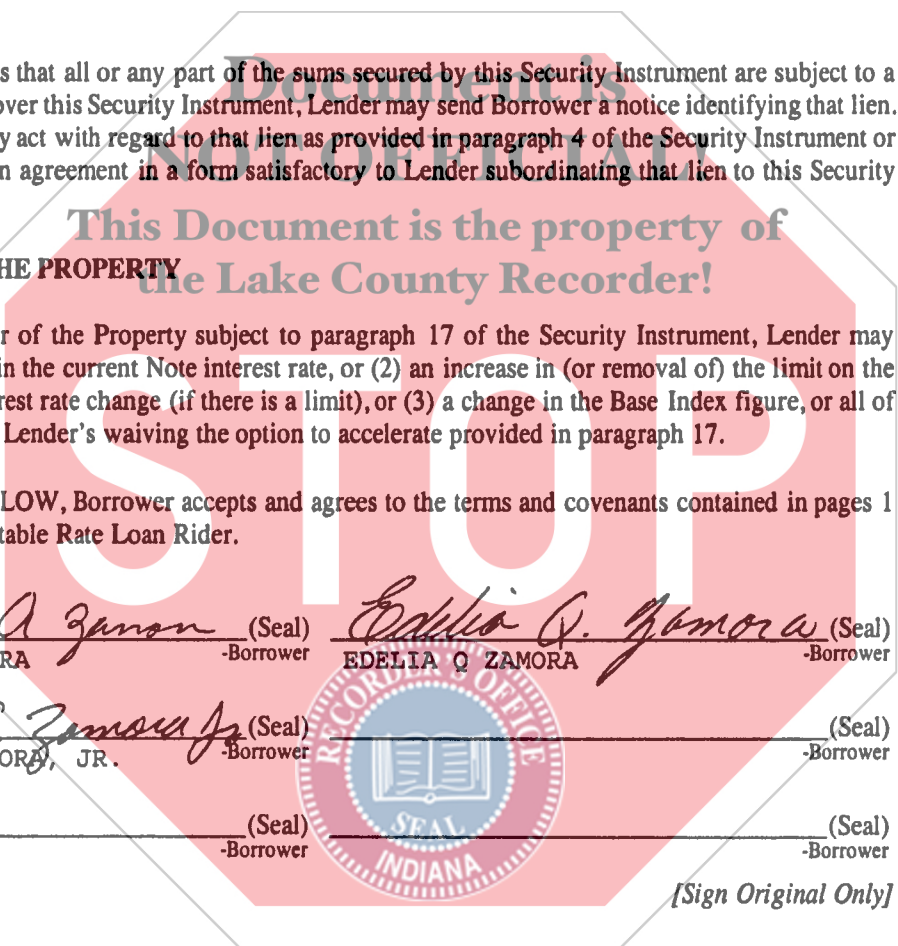 Document is
NOT OFFICIAL
This Document is the property of
the Lake County Recorder!
s that all or any part of the sums secured by this Security Instrument are subject to a
over this Security Instrument, Lender may send Borrower a notice identifying that lien.
y act with regard to that lien as provided in paragraph 4 of the Security Instrument or
n agreement in a form satisfactory to Lender subordinating that lien to this Security
HE PROPERTY
r of the Property subject to paragraph 17 of the Security Instrument, Lender may
in the current Note interest rate, or (2) an increase in (or removal of) the limit on the
rest rate change (if there is a limit), or (3) a change in the Base Index figure, or all of
Lender's waiving the option to accelerate provided in paragraph 17.
STOP
LOW, Borrower accepts and agrees to the terms and covenants contained in pages 1
table Rate Loan Rider.
A Zamora (Seal) Edelia Q. Zamora (Seal)
RA -Borrower EDELIA Q ZAMORA -Borrower
Zamora Jr (Seal) (Seal)
ORA, JR. -Borrower -Borrower
(Seal) (Seal)
-Borrower -Borrower
RECORDER'S OFFICE
SEAL
INDIANA
[Sign Original Only]